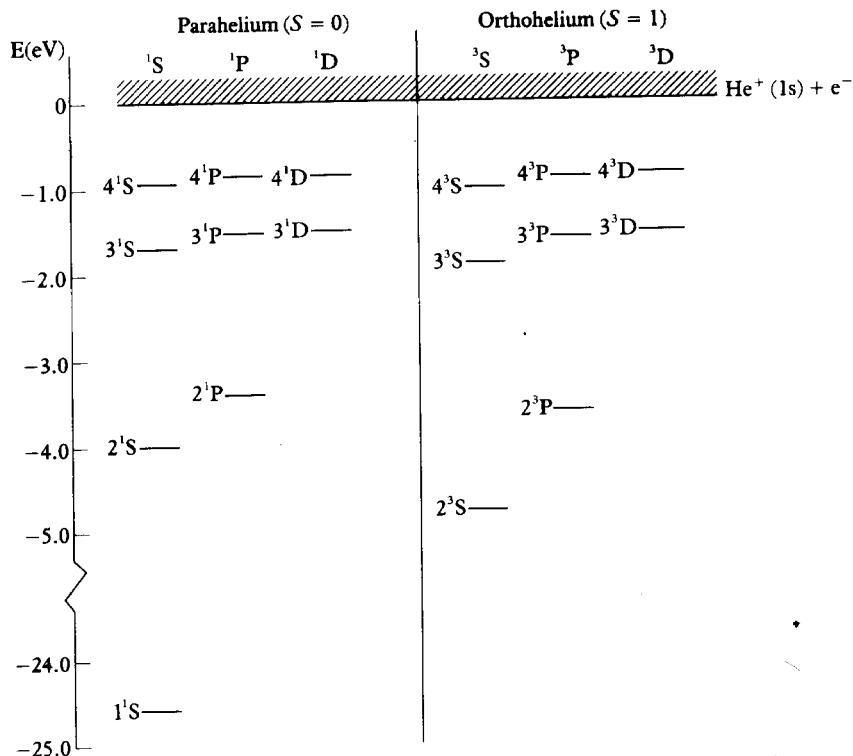 Parahelium (S = 0) Orthohelium (S = 1)
E(eV)
¹S ¹P ¹D ³S ³P ³D
He⁺ (1s) + e⁻
0
4¹S 4¹P 4¹D 4³S 4³P 4³D
−1.0
3¹S 3¹P 3¹D 3³S 3³P 3³D
−2.0
−3.0
2¹P 2³P
2¹S
−4.0
2³S
−5.0
−24.0
1¹S
−25.0